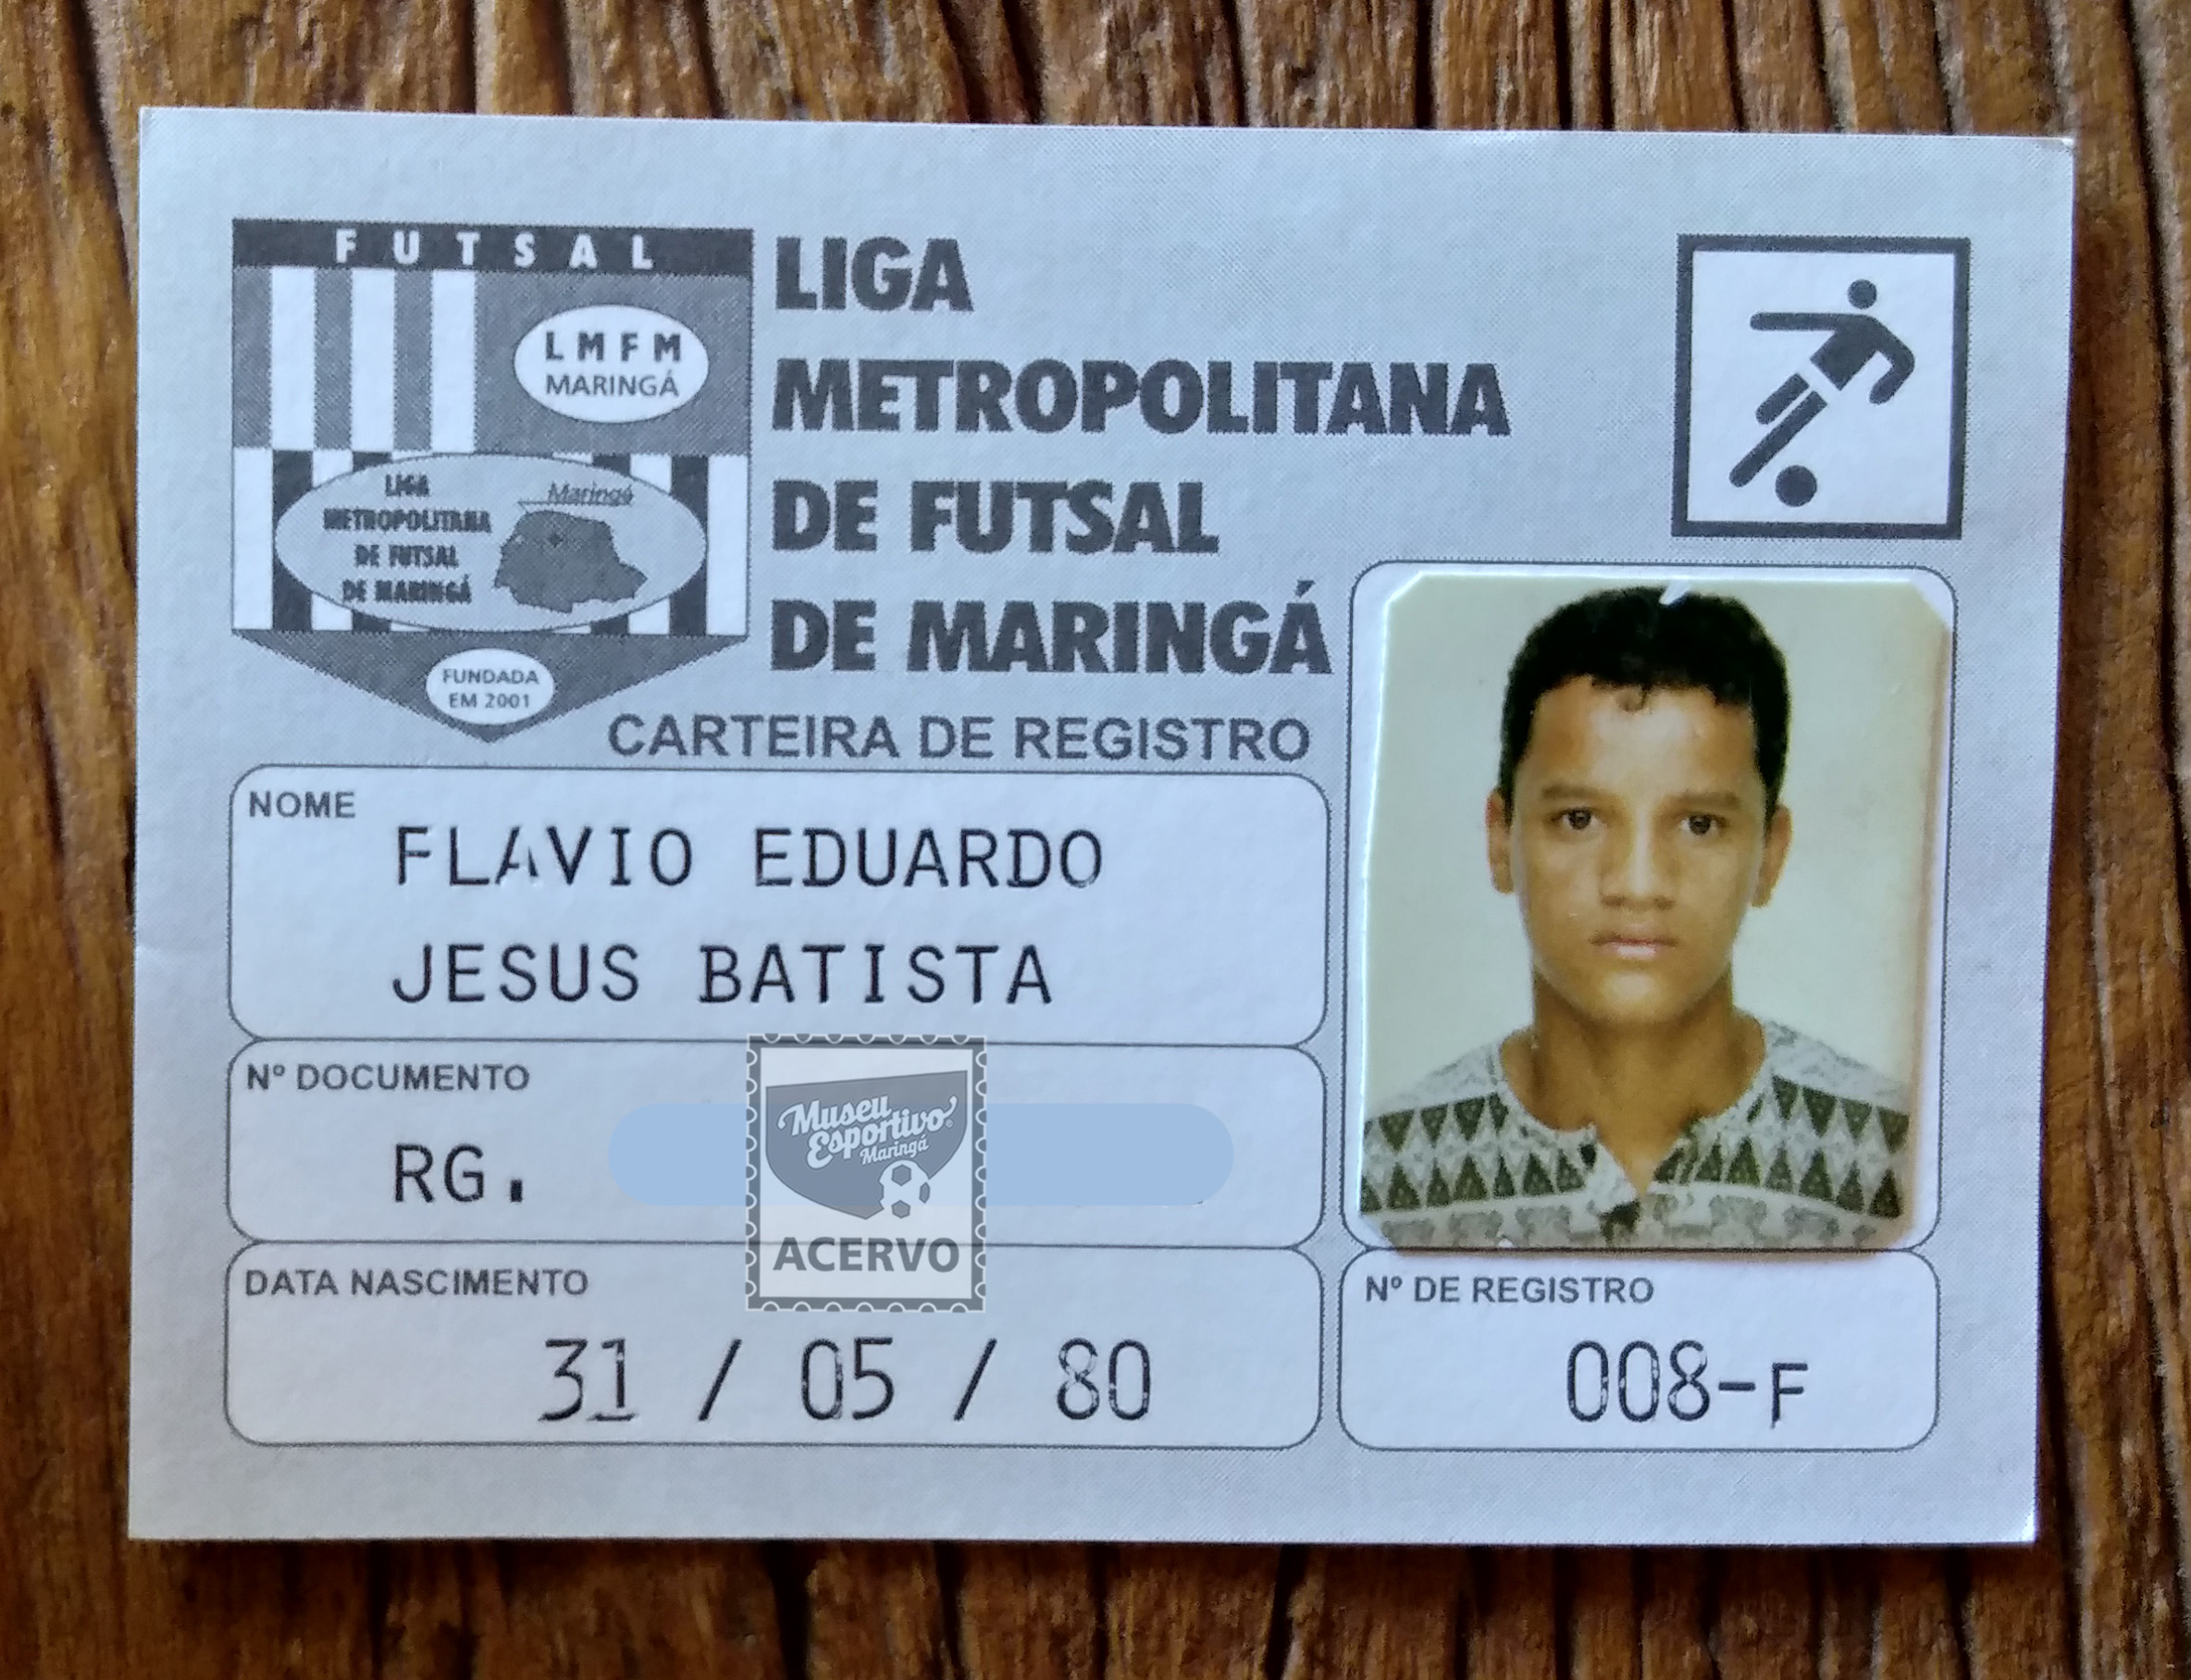 FUTSAL
LMFM
MARINGÁ
LIGA
METROPOLITANA
DE FUTSAL
DE MARINGÁ
Maringá
FUNDADA
EM 2001
LIGA
METROPOLITANA
DE FUTSAL
DE MARINGÁ
CARTEIRA DE REGISTRO
NOME
FLAVIO EDUARDO
JESUS BATISTA
Nº DOCUMENTO
RG.
Museu
Esportivo
Maringá
ACERVO
DATA NASCIMENTO
31 / 05 / 80
Nº DE REGISTRO
008-F